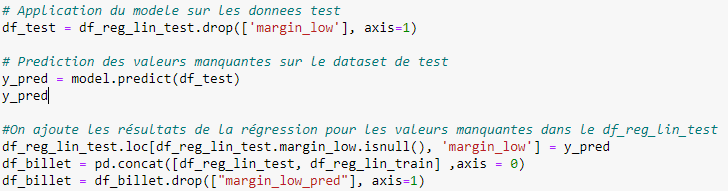 # Application du modele sur les donnees test
df_test = df_reg_lin_test.drop(['margin_low'], axis=1)
# Prediction des valeurs manquantes sur le dataset de test
y_pred = model.predict(df_test)
y_pred
#On ajoute les résultats de la régression pour les valeurs manquantes dans le df_reg_lin_test
df_reg_lin_test.loc[df_reg_lin_test.margin_low.isnull(), 'margin_low'] = y_pred
df_billet = pd.concat([df_reg_lin_test, df_reg_lin_train] ,axis = 0)
df_billet = df_billet.drop(["margin_low_pred"], axis=1)